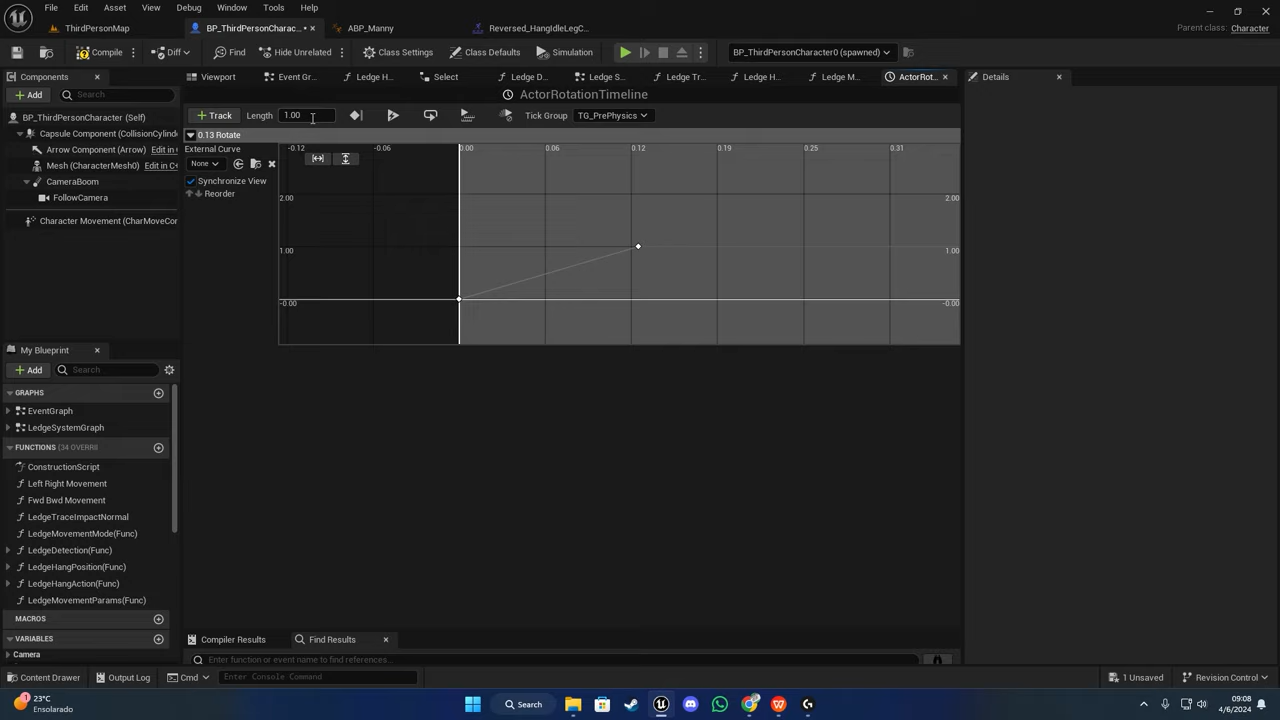 File Edit Asset View Debug Window Tools Help
Parent class: Character
ThirdPersonMap
BP_ThirdPersonCharac... •
ABP_Manny
Reversed_HangIdleLegC...
Compile Diff Find Hide Unrelated Class Settings Class Defaults Simulation BP_ThirdPersonCharacter0 (spawned)
Components
Viewport Event Gr... Ledge H... Select Ledge D... Ledge S... Ledge Tr... Ledge H... Ledge M... ActorRot...
Details
+ Add Search
ActorRotationTimeline
BP_ThirdPersonCharacter (Self)
+ Track Length 1.00 Tick Group TG_PrePhysics
Capsule Component (CollisionCylinde
0.13 Rotate
Arrow Component (Arrow) Edit in C+
External Curve -0.12 -0.06 0.00 0.06 0.12 0.19 0.25 0.31
Mesh (CharacterMesh0) Edit in C+
None
CameraBoom
Synchronize View
FollowCamera
Reorder
2.00 2.00
Character Movement (CharMoveCor
1.00 1.00
-0.00 -0.00
My Blueprint
+ Add Search...
GRAPHS
EventGraph
LedgeSystemGraph
FUNCTIONS (34 OVERRI
ConstructionScript
Left Right Movement
Fwd Bwd Movement
LedgeTraceImpactNormal
LedgeMovementMode(Func)
LedgeDetection(Func)
LedgeHangPosition(Func)
LedgeHangAction(Func)
LedgeMovementParams(Func)
MACROS
VARIABLES
Camera
Compiler Results Find Results
Enter function or event name to find references...
Content Drawer Output Log Cmd Enter Console Command 1 Unsaved Revision Control
23°C
Ensolarado
Search
09:08
4/6/2024